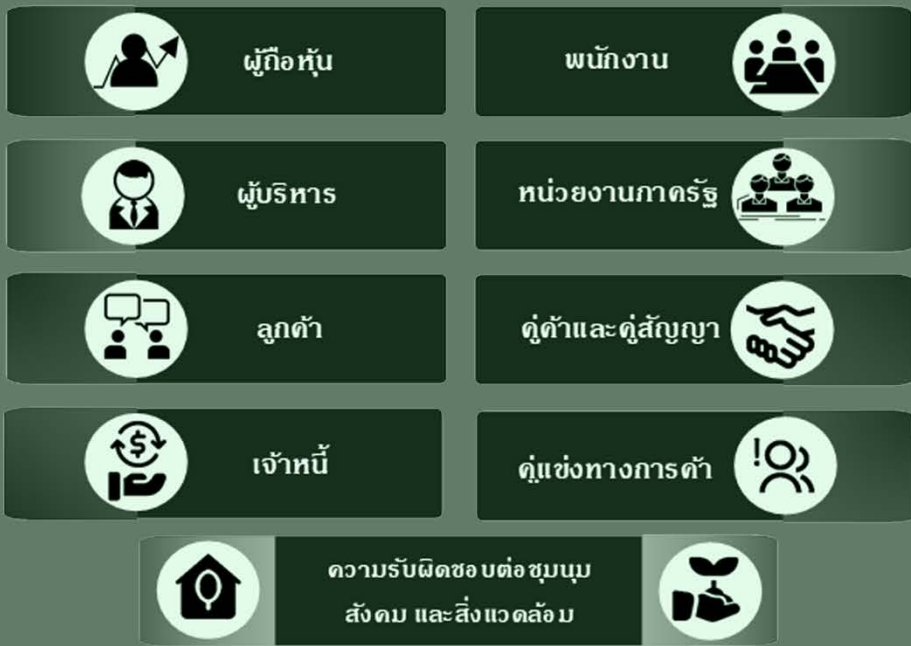 ผู้ถือหุ้น
พนักงาน
ผู้บริหาร
หน่วยงานภาครัฐ
ลูกค้า
คู่ค้าและคู่สัญญา
เจ้าหนี้
คู่แข่งทางการค้า
ความรับผิดชอบต่อชุมนุม
สังคม และสิ่งแวดล้อม